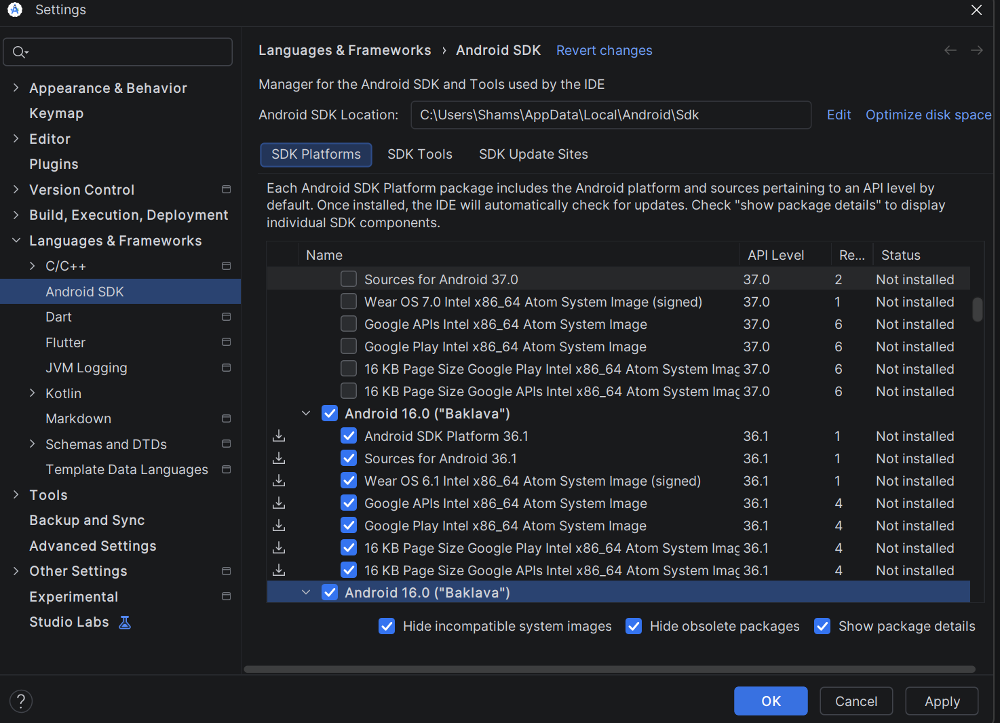 Settings
Languages & Frameworks › Android SDK Revert changes
Manager for the Android SDK and Tools used by the IDE
Android SDK Location: C:\Users\Shams\AppData\Local\Android\Sdk Edit Optimize disk space
Appearance & Behavior
Keymap
Editor
Plugins
Version Control
Build, Execution, Deployment
Languages & Frameworks
C/C++
Android SDK
Dart
Flutter
JVM Logging
Kotlin
Markdown
Schemas and DTDs
Template Data Languages
Tools
Backup and Sync
Advanced Settings
Other Settings
Experimental
Studio Labs
SDK Platforms SDK Tools SDK Update Sites
Each Android SDK Platform package includes the Android platform and sources pertaining to an API level by
default. Once installed, the IDE will automatically check for updates. Check "show package details" to display
individual SDK components.
Name API Level Re... Status
Sources for Android 37.0 37.0 2 Not installed
Wear OS 7.0 Intel x86_64 Atom System Image (signed) 37.0 1 Not installed
Google APIs Intel x86_64 Atom System Image 37.0 6 Not installed
Google Play Intel x86_64 Atom System Image 37.0 6 Not installed
16 KB Page Size Google Play Intel x86_64 Atom System Imag 37.0 6 Not installed
16 KB Page Size Google APIs Intel x86_64 Atom System Imag 37.0 6 Not installed
Android 16.0 ("Baklava")
Android SDK Platform 36.1 36.1 1 Not installed
Sources for Android 36.1 36.1 1 Not installed
Wear OS 6.1 Intel x86_64 Atom System Image (signed) 36.1 1 Not installed
Google APIs Intel x86_64 Atom System Image 36.1 4 Not installed
Google Play Intel x86_64 Atom System Image 36.1 4 Not installed
16 KB Page Size Google Play Intel x86_64 Atom System Imag 36.1 4 Not installed
16 KB Page Size Google APIs Intel x86_64 Atom System Imag 36.1 4 Not installed
Android 16.0 ("Baklava")
Hide incompatible system images Hide obsolete packages Show package details
? OK Cancel Apply